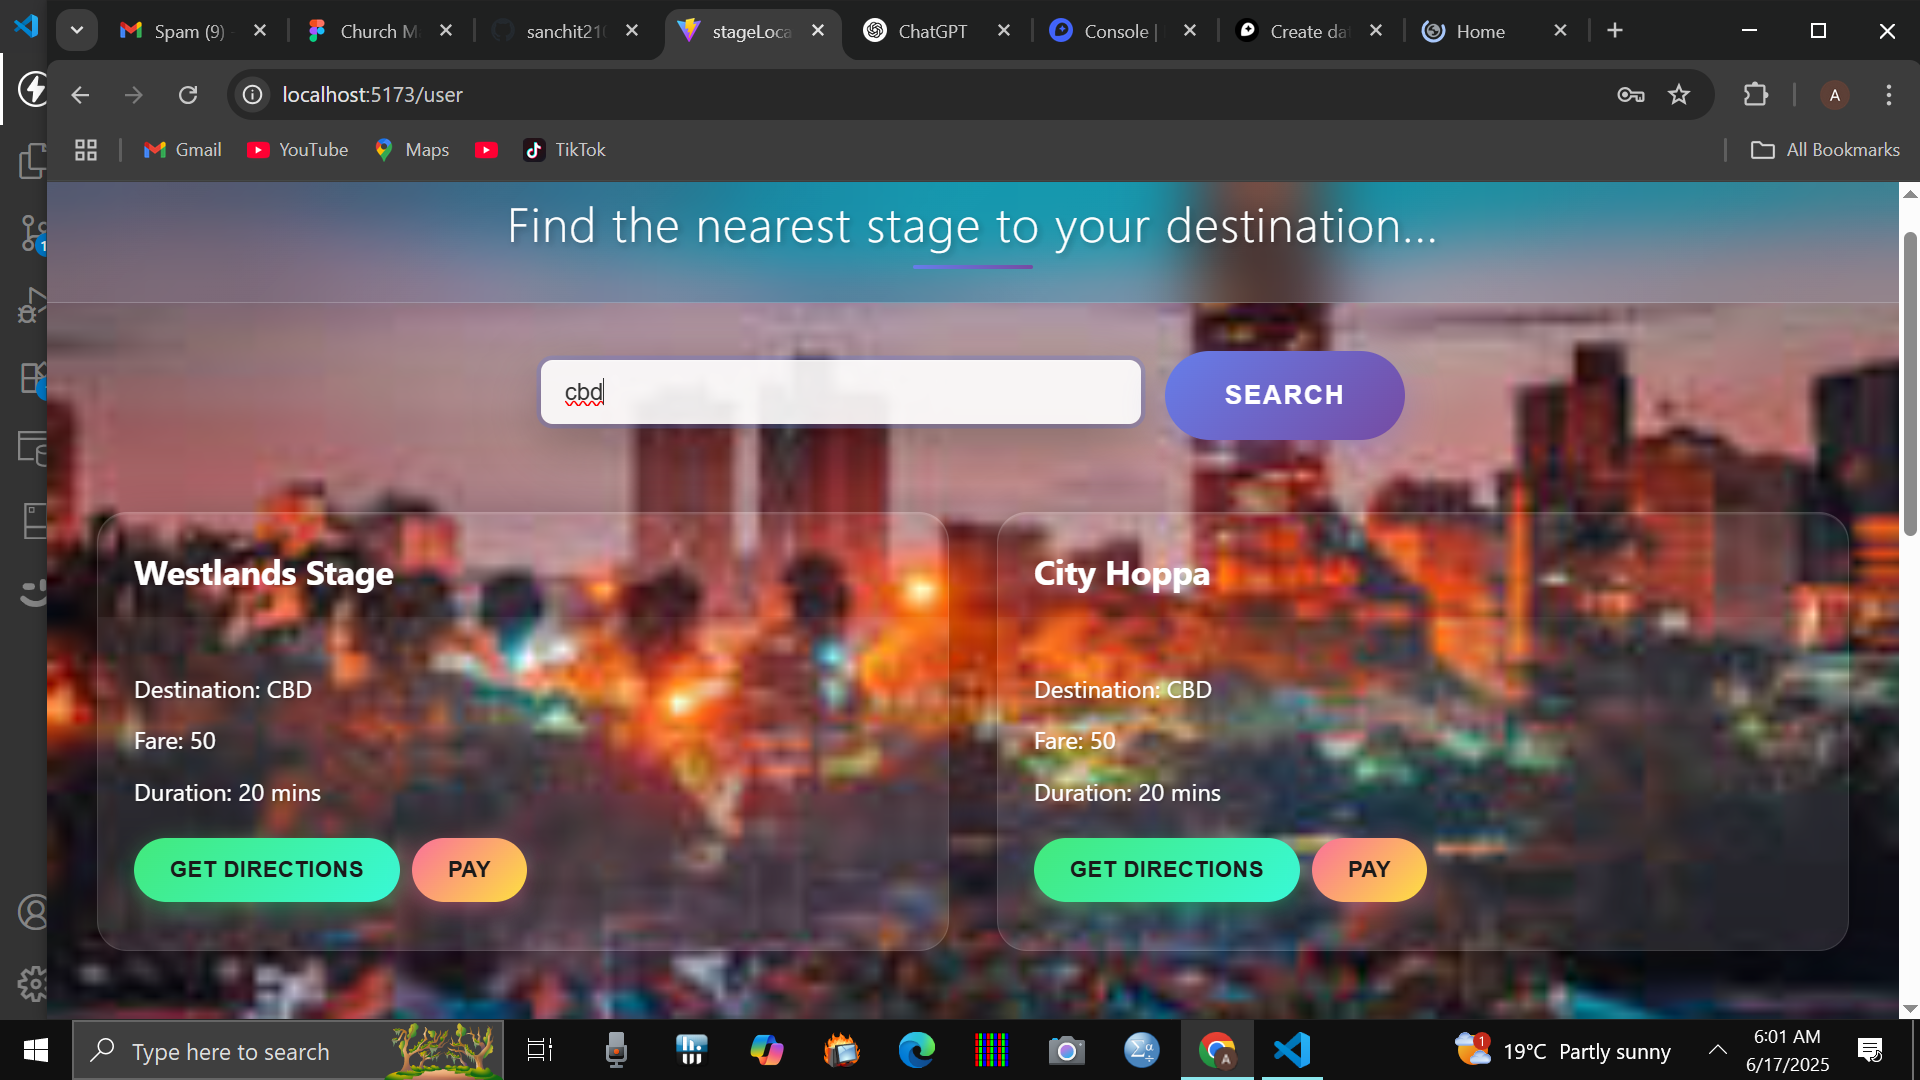 Spam (9) -
Church M
sanchit210
stageLoca
ChatGPT
Console |
Create da
Home
localhost:5173/user
A
Gmail
YouTube
Maps
TikTok
All Bookmarks
Find the nearest stage to your destination...
cbd
SEARCH
Westlands Stage
Destination: CBD
Fare: 50
Duration: 20 mins
GET DIRECTIONS
PAY
City Hoppa
Destination: CBD
Fare: 50
Duration: 20 mins
GET DIRECTIONS
PAY
Type here to search
A
1
19°C Partly sunny
6:01 AM
6/17/2025